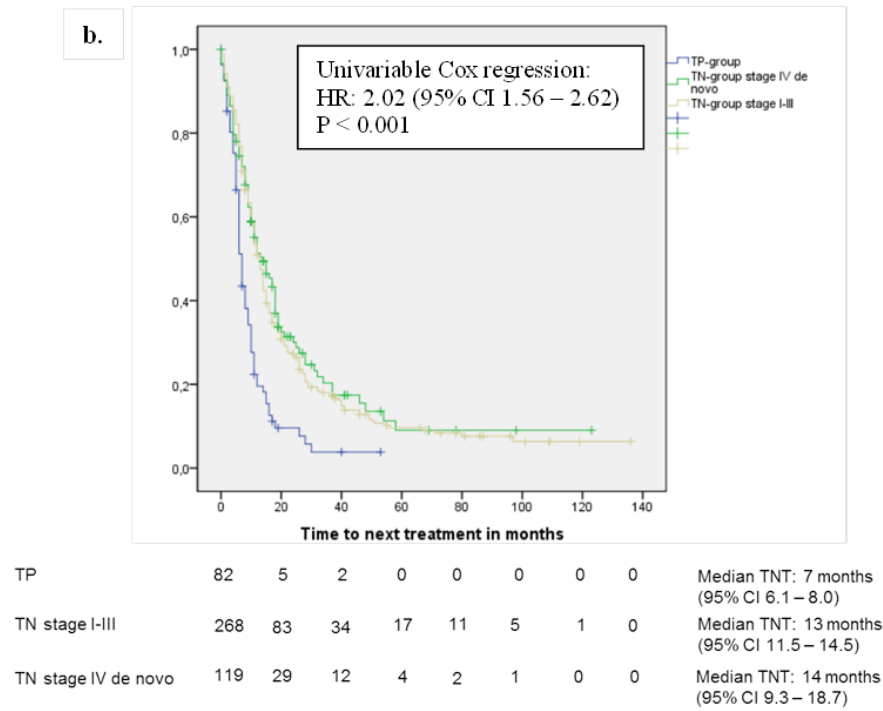 b.
Univariable Cox regression:
HR: 2.02 (95% CI 1.56 – 2.62)
P < 0.001
TP-group
TN-group stage IV de
novo
TN-group stage I-III
1,0
0,8
0,6
0,4
0,2
0,0
0 20 40 60 80 100 120 140
Time to next treatment in months
TP 82 5 2 0 0 0 0 0 Median TNT: 7 months
(95% CI 6.1 – 8.0)
TN stage I-III 268 83 34 17 11 5 1 0 Median TNT: 13 months
(95% CI 11.5 – 14.5)
TN stage IV de novo 119 29 12 4 2 1 0 0 Median TNT: 14 months
(95% CI 9.3 – 18.7)